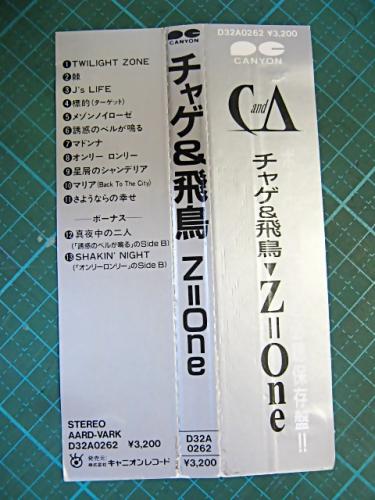 ❶TWILIGHT ZONE
❷棘
❸J's LIFE
❹標的(ターゲット)
❺メゾンノイローゼ
❻誘惑のベルが鳴る
❼マドンナ
❽オンリー ロンリー
❾星屑のシャンデリア
❿マリア(Back To The City)
⓫さようならの幸せ
──ボーナス──
⓬真夜中の二人
(「誘惑のベルが鳴る」のSide B)
⓭SHAKIN' NIGHT
(「オンリーロンリー」のSide B)
STEREO
AARD-VARK
D32A0262 ¥3,200
発売元:
株式会社 キャニオンレコード
CANYON
チャゲ&飛鳥 Z=One
D32A
0262
¥3,200
D32A0262 ¥3,200
CANYON
C and A
チャゲ&飛鳥▼Z=One